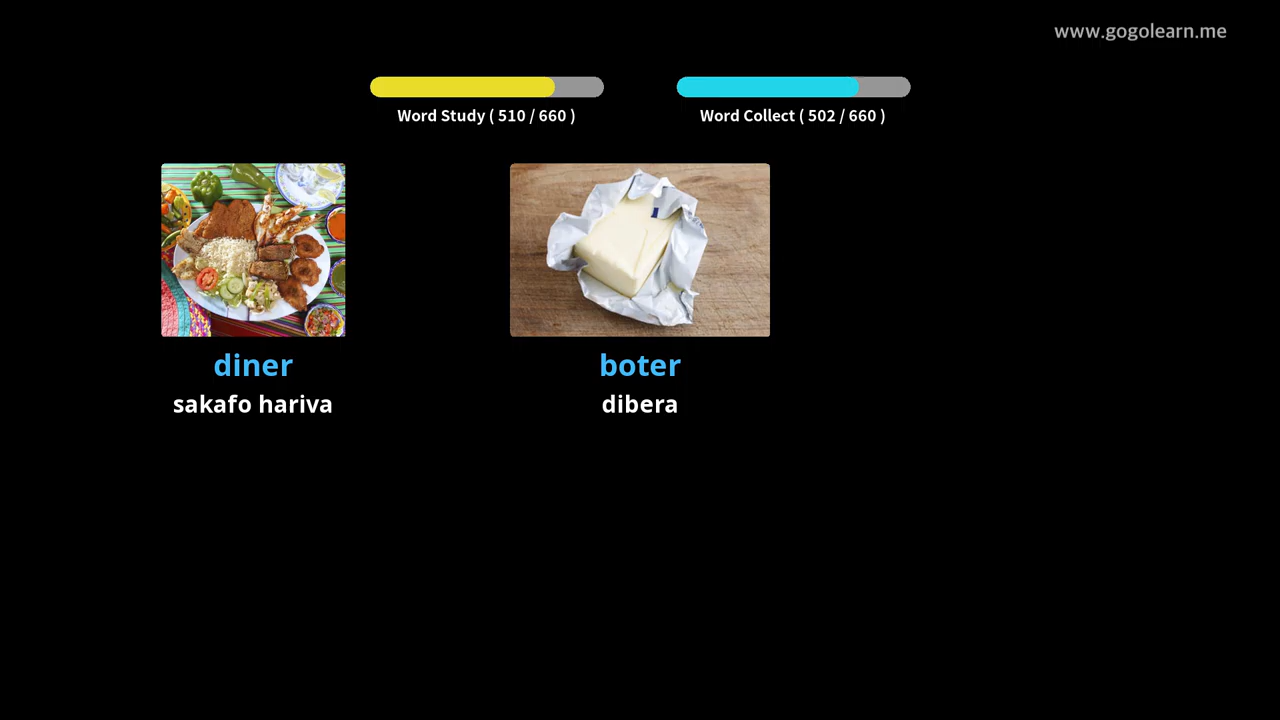 www.gogolearn.me
Word Study ( 510 / 660 )
Word Collect ( 502 / 660 )
diner
sakafo hariva
boter
dibera